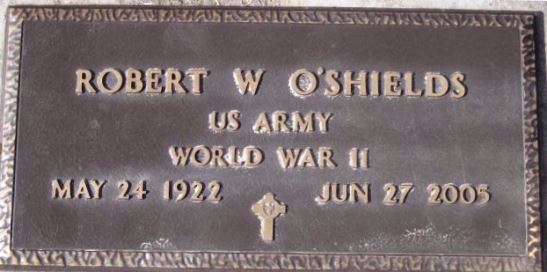 ROBERT W O'SHIELDS
US ARMY
WORLD WAR II
MAY 24 1922 JUN 27 2005